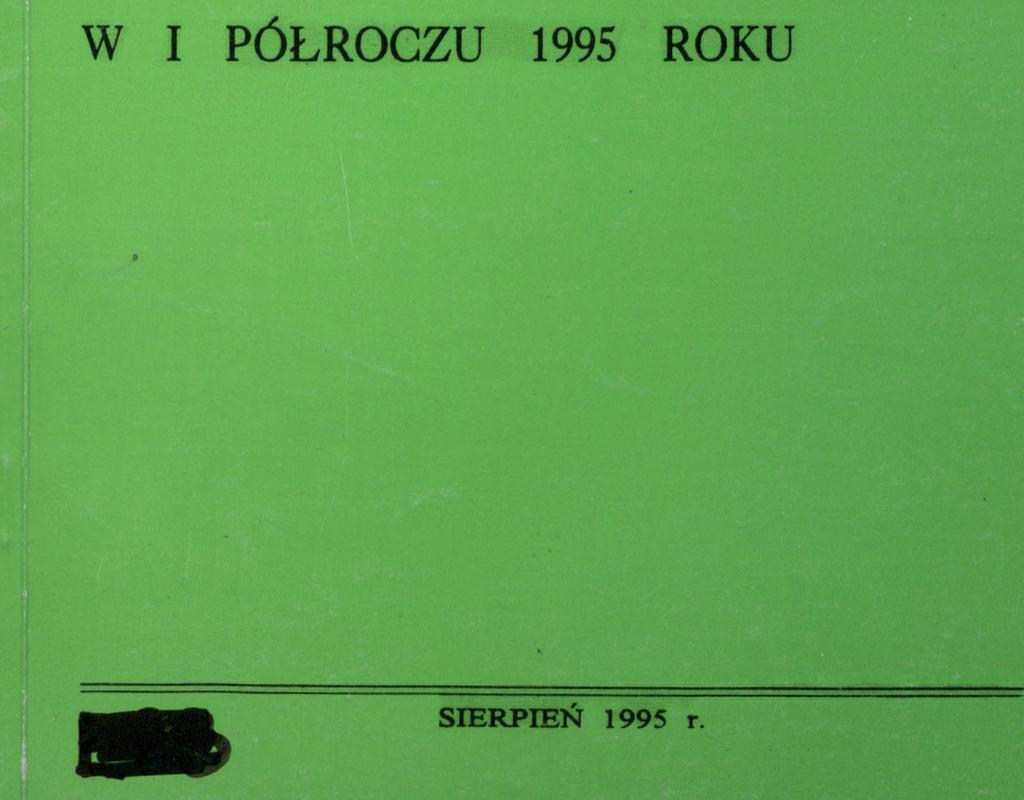 W I PÓŁROCZU 1995 ROKU
SIERPIEŃ 1995 r.